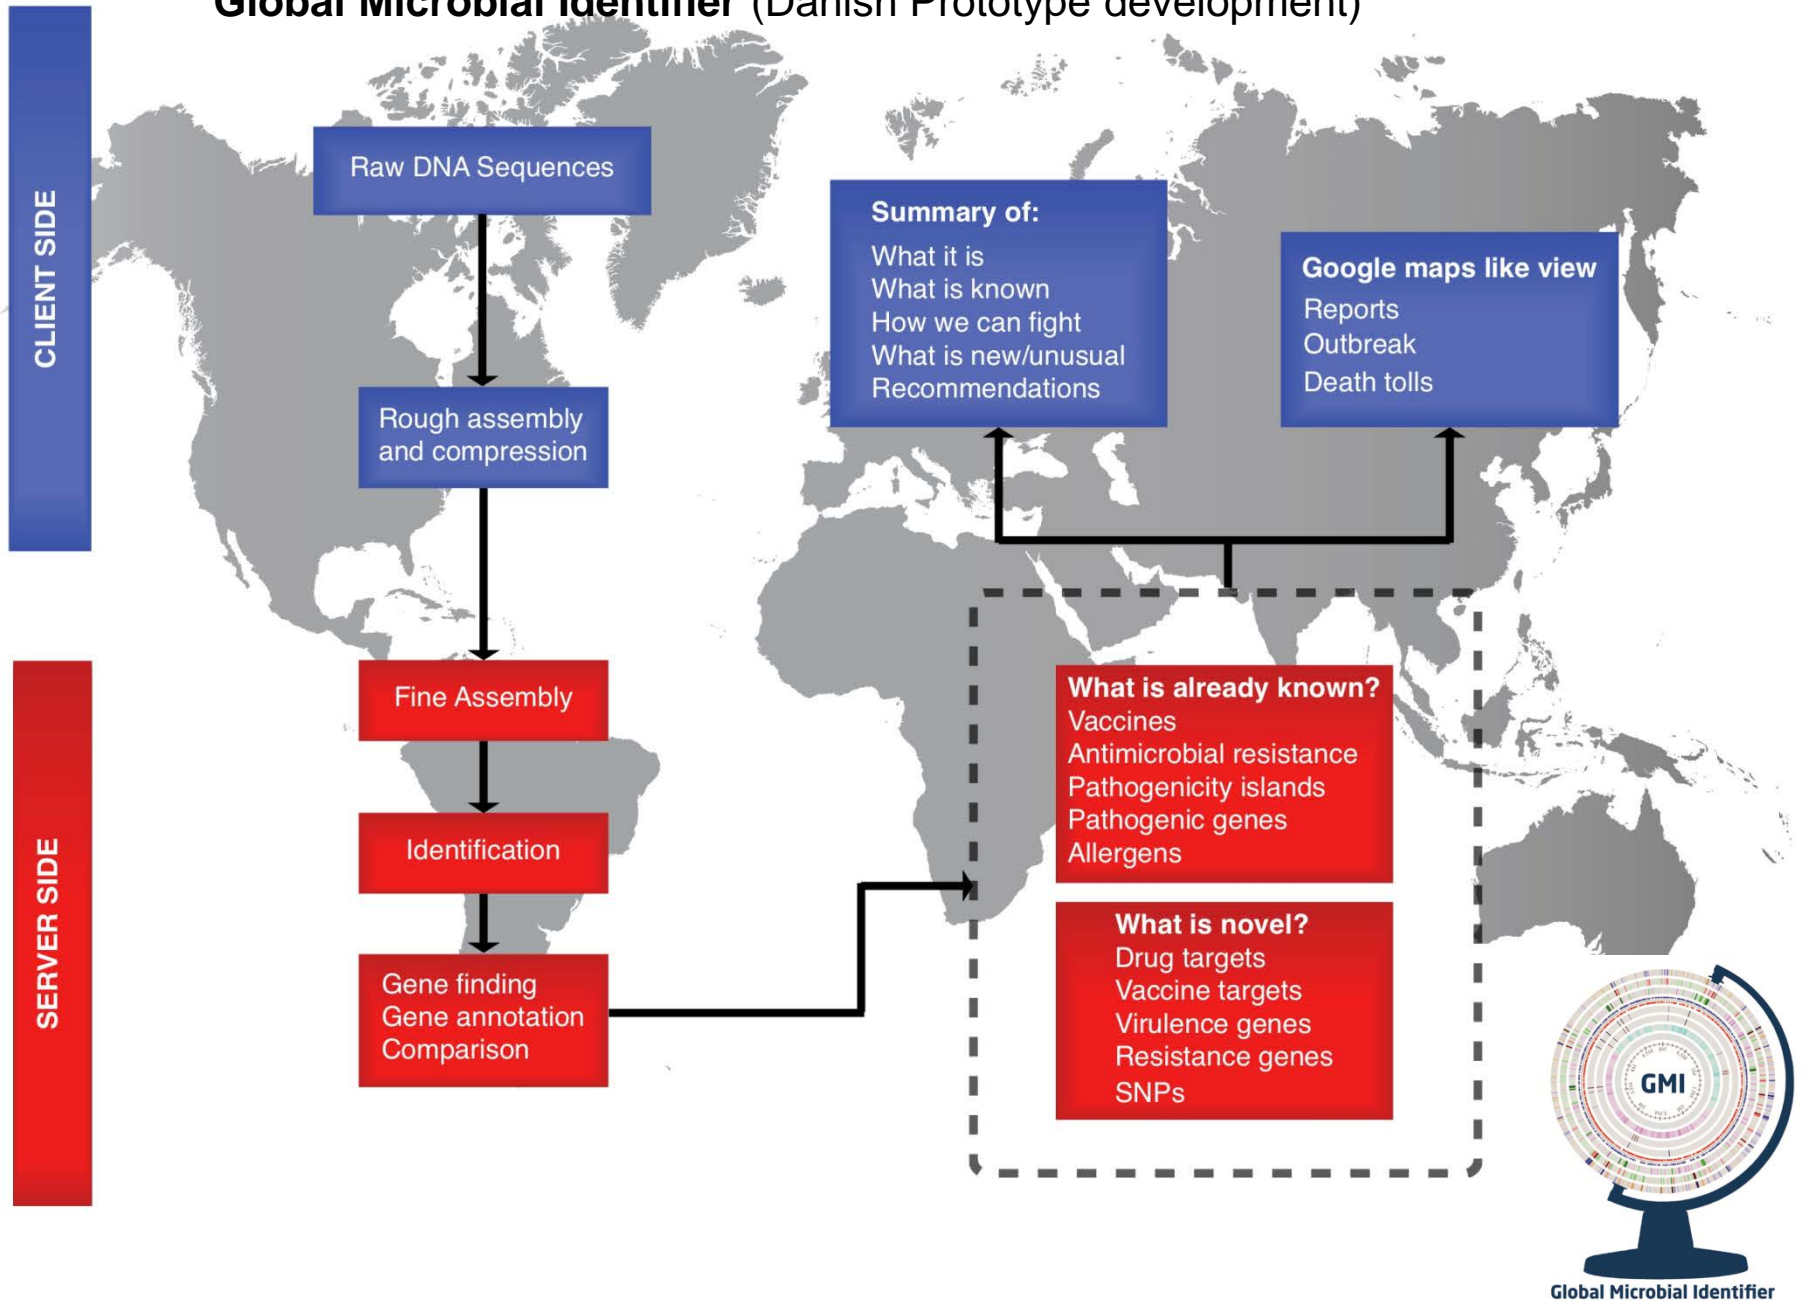 Global Microbial Identifier (Danish Prototype development)
CLIENT SIDE
Raw DNA Sequences
Rough assembly
and compression
Summary of:
What it is
What is known
How we can fight
What is new/unusual
Recommendations
Google maps like view
Reports
Outbreak
Death tolls
SERVER SIDE
Fine Assembly
Identification
Gene finding
Gene annotation
Comparison
What is already known?
Vaccines
Antimicrobial resistance
Pathogenicity islands
Pathogenic genes
Allergens
What is novel?
Drug targets
Vaccine targets
Virulence genes
Resistance genes
SNPs
GMI
Global Microbial Identifier